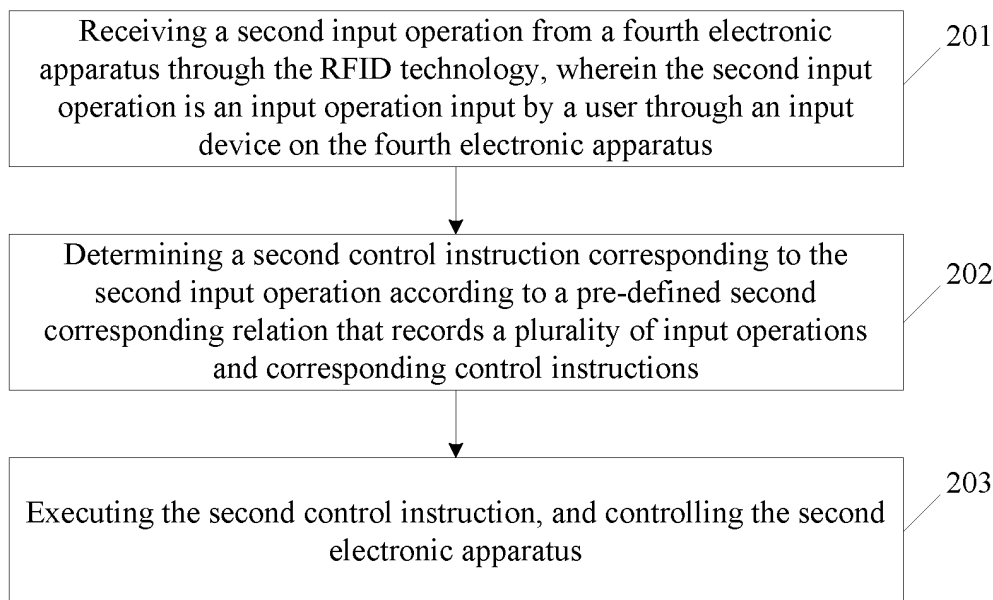 Receiving a second input operation from a fourth electronic
apparatus through the RFID technology, wherein the second input
operation is an input operation input by a user through an input
device on the fourth electronic apparatus
201
Determining a second control instruction corresponding to the
second input operation according to a pre-defined second
corresponding relation that records a plurality of input operations
and corresponding control instructions
202
Executing the second control instruction, and controlling the second
electronic apparatus
203